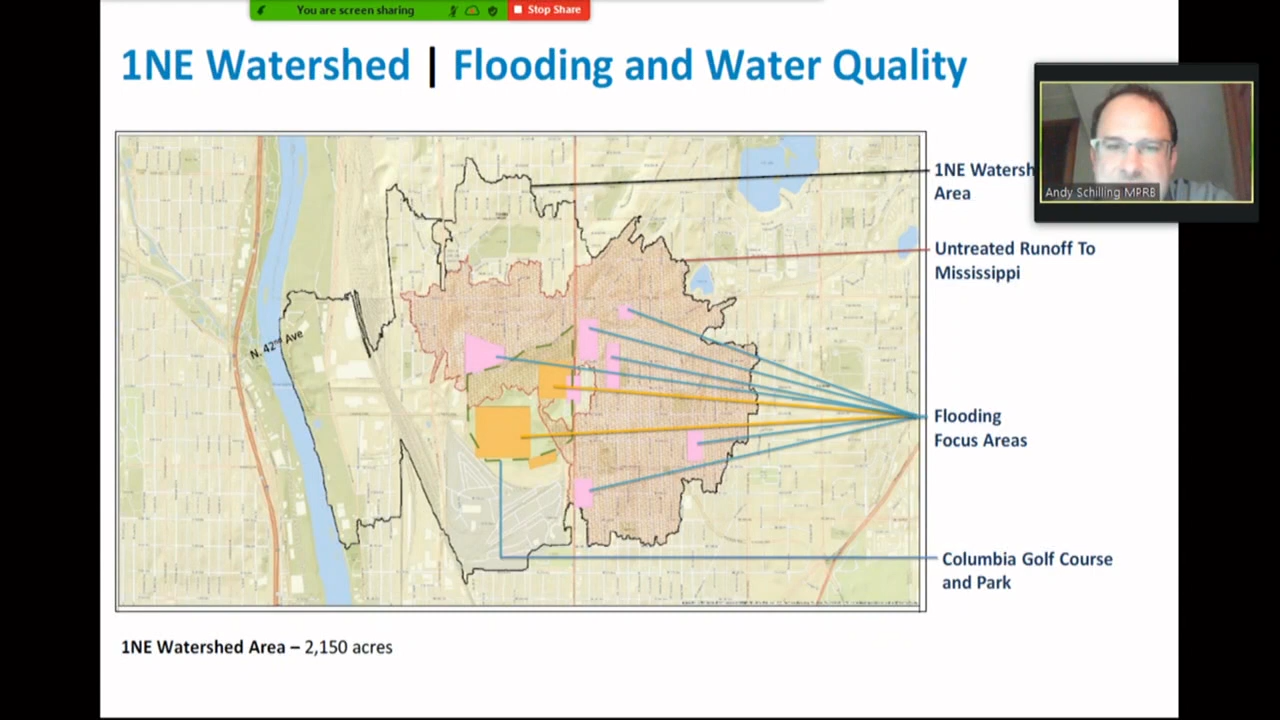 You are screen sharing
Stop Share
1NE Watershed | Flooding and Water Quality
1NE Watersh
Area
Andy Schilling MPRB
Untreated Runoff To
Mississippi
N. 42nd Ave
Flooding
Focus Areas
Columbia Golf Course
and Park
1NE Watershed Area – 2,150 acres